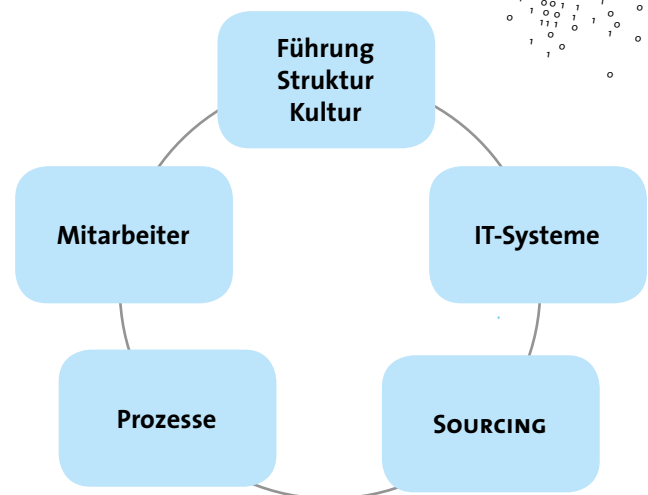 Führung
Struktur
Kultur
Mitarbeiter
IT-Systeme
Prozesse
SOURCING